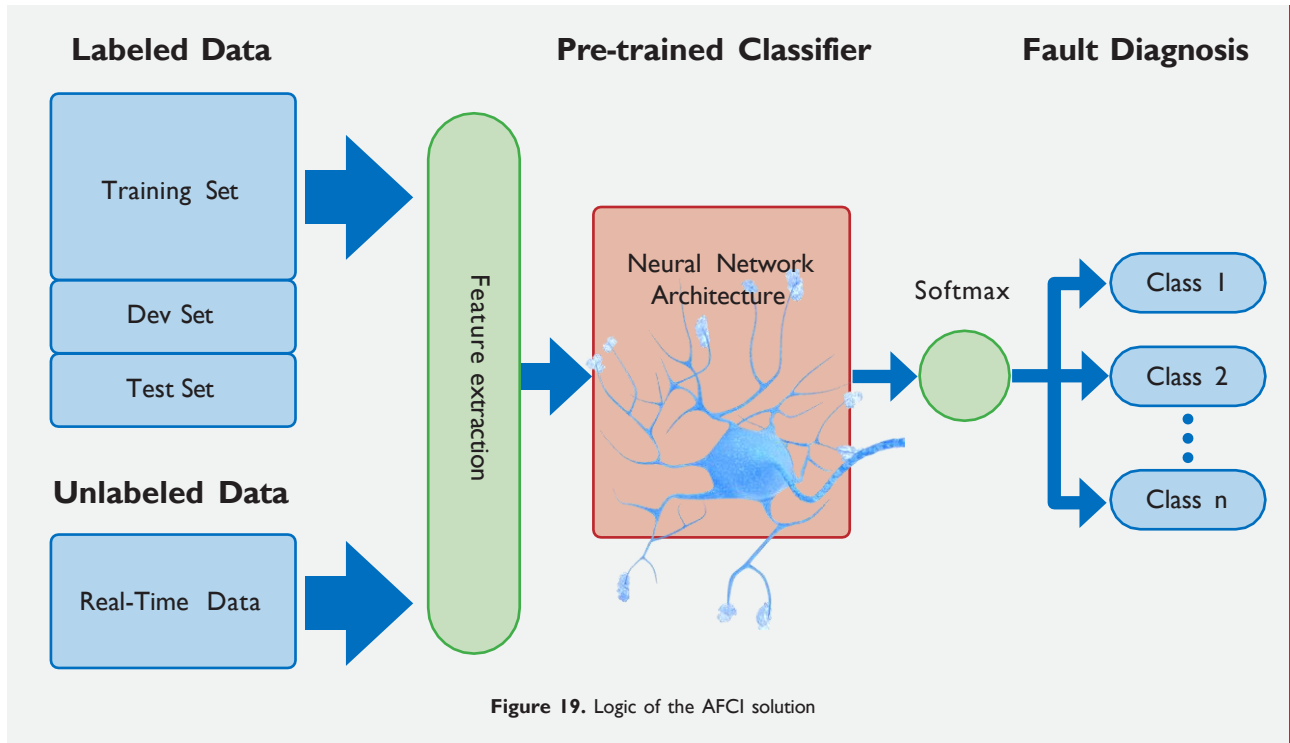 Labeled Data
Training Set
Dev Set
Test Set
Unlabeled Data
Real-Time Data
Feature extraction
Pre-trained Classifier
Neural Network
Architecture
Softmax
Fault Diagnosis
Class 1
Class 2
Class n
Figure 19. Logic of the AFCI solution